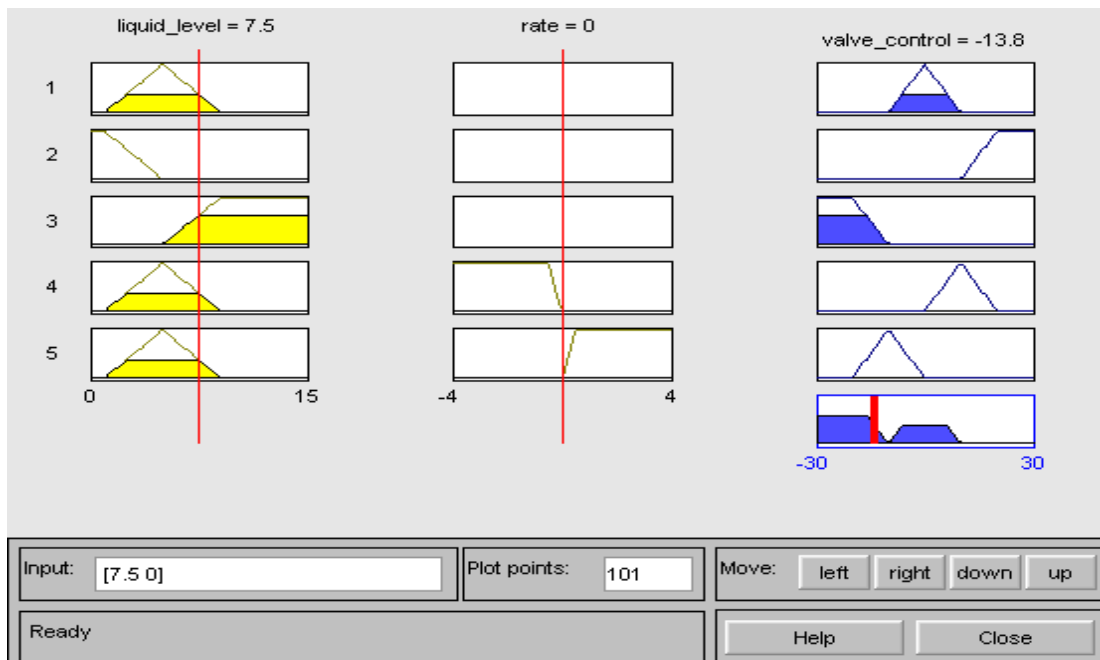 liquid_level = 7.5
rate = 0
valve_control = -13.8
1
2
3
4
5
0
15
-4
4
-30
30
Input:
[7.5 0]
Plot points:
101
Move:
left
right
down
up
Ready
Help
Close